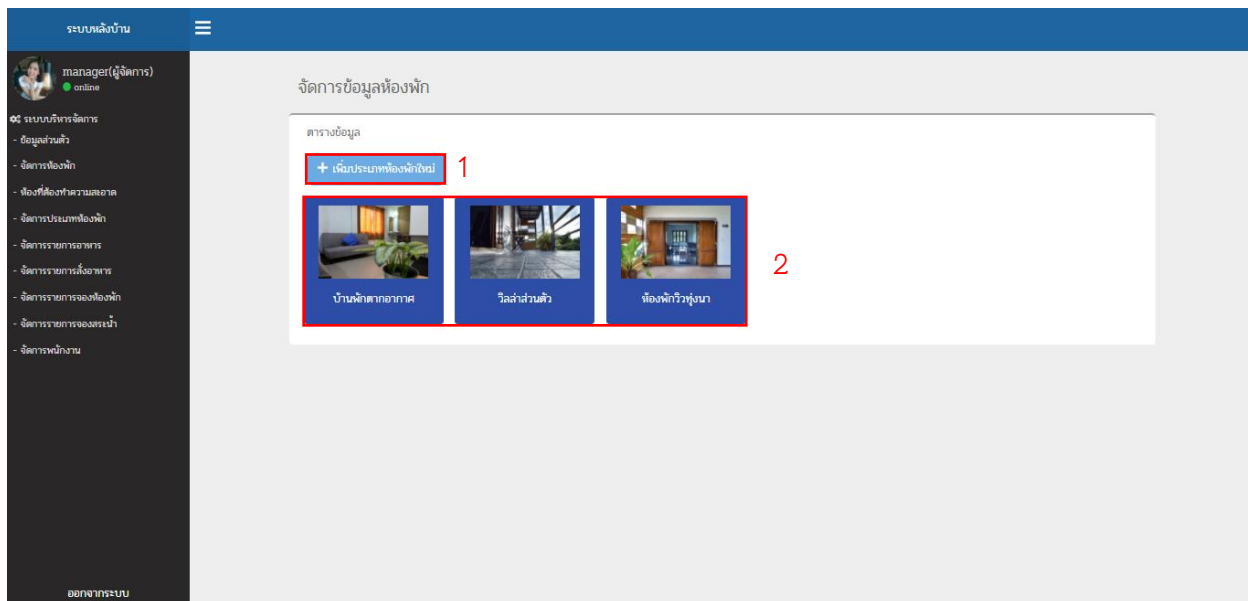 ระบบหลังบ้าน
manager(ผู้จัดการ)
online
ระบบบริหารจัดการ
- ข้อมูลส่วนตัว
- จัดการห้องพัก
- ห้องที่ต้องทำความสะอาด
- จัดการประเภทห้องพัก
- จัดการรายการอาหาร
- จัดการรายการสั่งอาหาร
- จัดการรายการจองห้องพัก
- จัดการรายการจองสระน้ำ
- จัดการพนักงาน
ออกจากระบบ
จัดการข้อมูลห้องพัก
ตารางข้อมูล
+ เพิ่มประเภทห้องพักใหม่ 1
บ้านพักตากอากาศ วิลล่าส่วนตัว ห้องพักวิวทุ่งนา 2